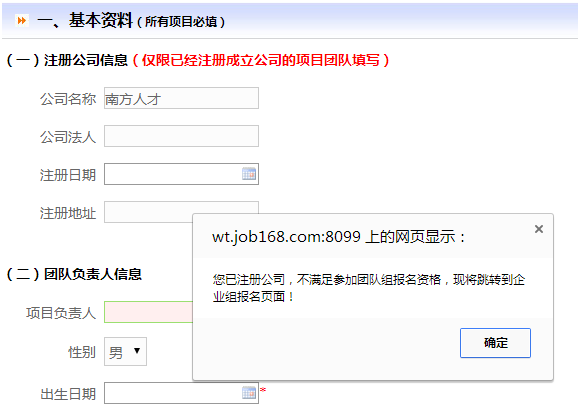 一、基本资料(所有项目必填)
(一)注册公司信息(仅限已经注册成立公司的项目团队填写)
公司名称 南方人才
公司法人
注册日期
注册地址
wt.job168.com:8099 上的网页显示：
×
您已注册公司，不满足参加团队组报名资格，现将跳转到企
业组报名页面！
确定
(二)团队负责人信息
项目负责人
性别 男
出生日期 *